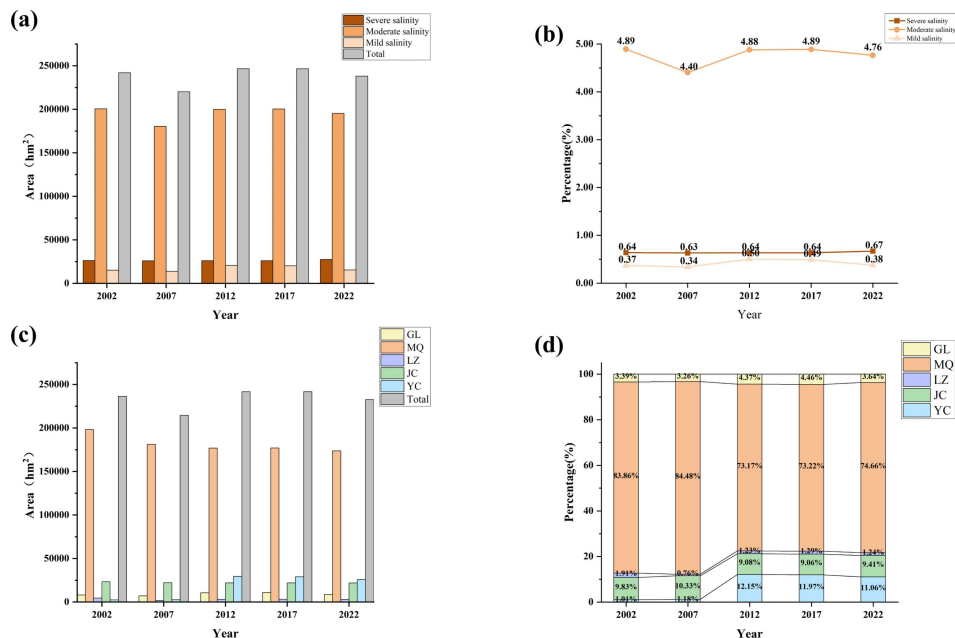 (a)
Severe salinity
Moderate salinity
Mild salinity
Total
250000
200000
150000
100000
50000
0
Area（hm²）
2002 2007 2012 2017 2022
Year
(b)
Severe salinity
Moderate salinity
Mild salinity
5.00
4.00
3.00
2.00
1.00
0.00
Percentage(%)
4.89 4.40 4.88 4.89 4.76
0.64 0.63 0.64 0.64 0.67
0.37 0.34 0.50 0.49 0.38
2002 2007 2012 2017 2022
Year
(c)
GL
MQ
LZ
JC
YC
Total
250000
200000
150000
100000
50000
0
Area（hm²）
2002 2007 2012 2017 2022
Year
(d)
GL
MQ
LZ
JC
YC
100
80
60
40
20
0
Percentage(%)
3.39% 3.26% 4.37% 4.46% 3.64%
83.86% 84.48% 73.17% 73.22% 74.66%
1.91% 0.76% 1.23% 1.29% 1.24%
9.83% 10.33% 9.08% 9.06% 9.41%
1.01% 1.18% 12.15% 11.97% 11.06%
2002 2007 2012 2017 2022
Year